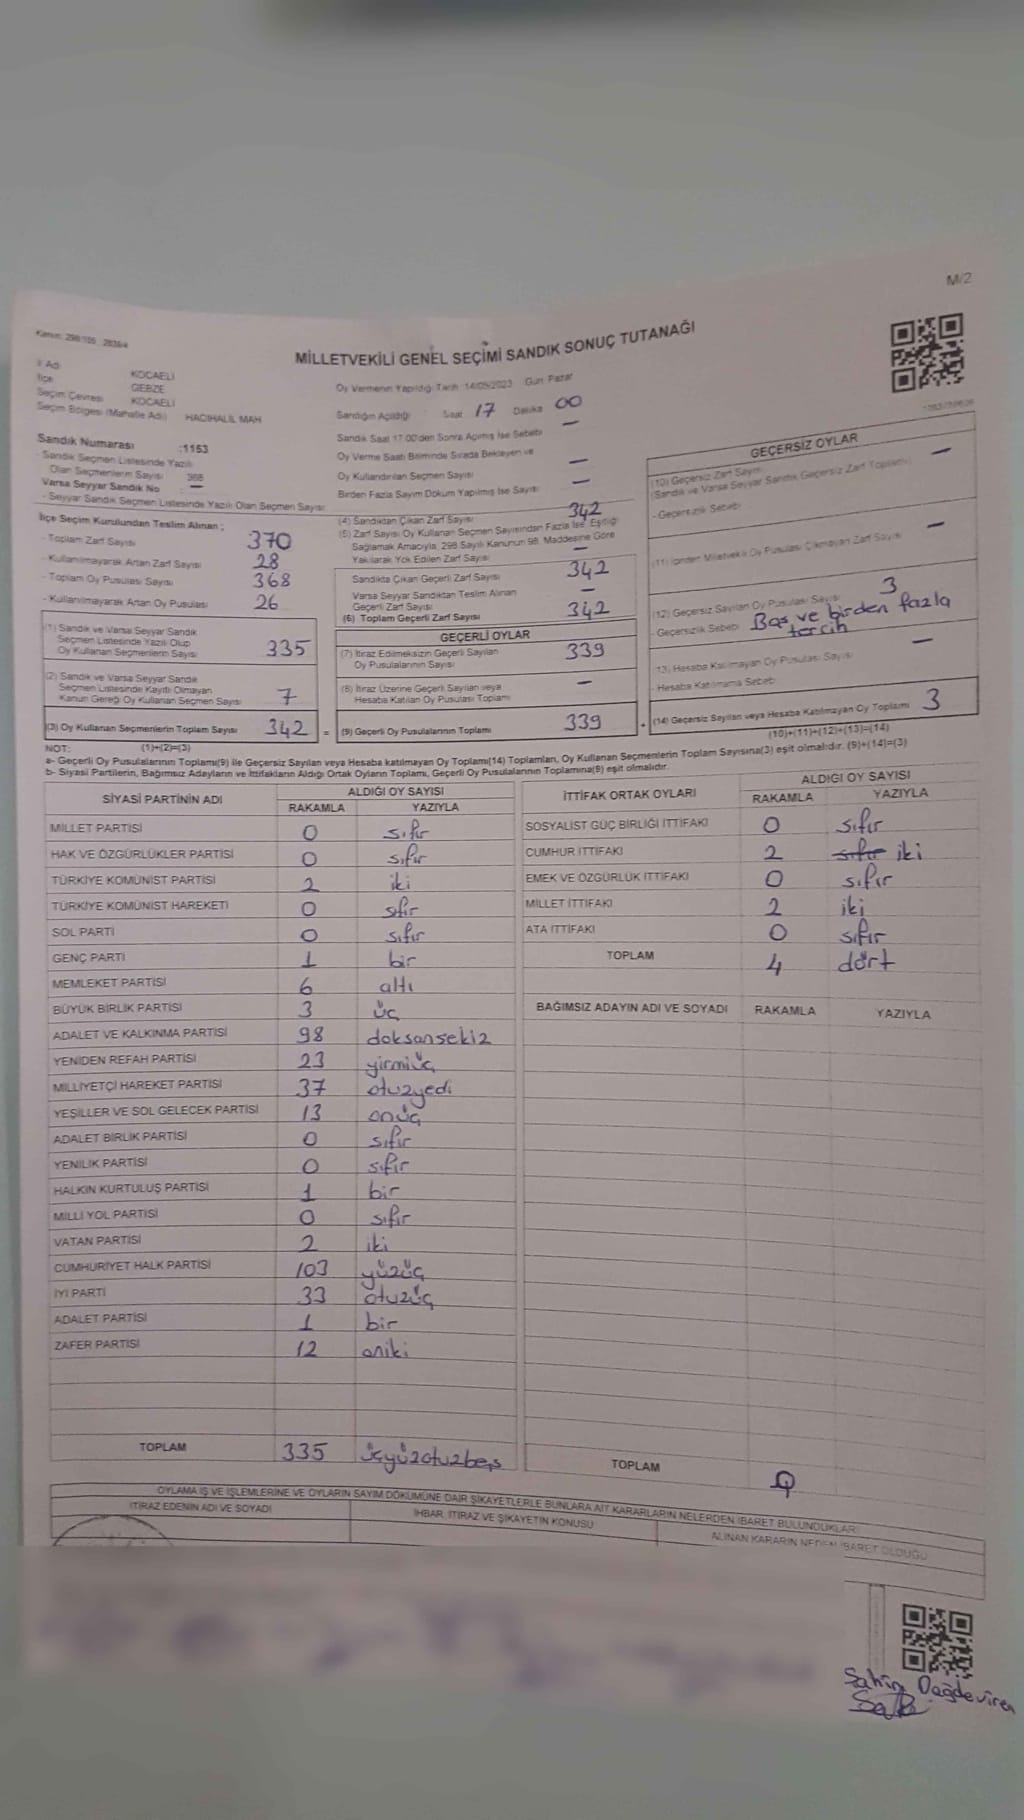 M/2
Kanun: 298/105 , 2839/4
MİLLETVEKİLİ GENEL SEÇİMİ SANDIK SONUÇ TUTANAĞI
İl Adı KOCAELİ
İlçe GEBZE
Seçim Çevresi KOCAELİ
Seçim Bölgesi (Mahalle Adı) HACIHALİL MAH
Oy Vermenin Yapıldığı Tarih :14/05/2023 Gün: Pazar
Sandığın Açıldığı : Saat 17 Dakika 00
Sandık Saat 17.00'den Sonra Açılmış İse Sebebi —
Oy Verme Saati Bitiminde Sırada Bekleyen ve
Oy Kullandırılan Seçmen Sayısı —
Birden Fazla Sayım Döküm Yapılmış İse Sayısı —
Sandık Numarası :1153
- Sandık Seçmen Listesinde Yazılı
Olan Seçmenlerin Sayısı 368
Varsa Seyyar Sandık No : —
- Seyyar Sandık Seçmen Listesinde Yazılı Olan Seçmen Sayısı:
İlçe Seçim Kurulundan Teslim Alınan ;
- Toplam Zarf Sayısı 370
- Kullanılmayarak Artan Zarf Sayısı 28
- Toplam Oy Pusulası Sayısı 368
- Kullanılmayarak Artan Oy Pusulası 26
(1) Sandık ve Varsa Seyyar Sandık
Seçmen Listesinde Yazılı Olup
Oy Kullanan Seçmenlerin Sayısı 335
(2) Sandık ve Varsa Seyyar Sandık
Seçmen Listesinde Kayıtlı Olmayan
Kanun Gereği Oy Kullanan Seçmen Sayısı 7
(3) Oy Kullanan Seçmenlerin Toplam Sayısı 342 =
(4) Sandıktan Çıkan Zarf Sayısı 342
(5) Zarf Sayısı Oy Kullanan Seçmen Sayısından Fazla İse, Eşitliği
Sağlamak Amacıyla, 298 Sayılı Kanunun 98. Maddesine Göre
Yakılarak Yok Edilen Zarf Sayısı —
Sandıkta Çıkan Geçerli Zarf Sayısı 342
Varsa Seyyar Sandıktan Teslim Alınan
Geçerli Zarf Sayısı —
(6) Toplam Geçerli Zarf Sayısı 342
GEÇERLİ OYLAR
(7) İtiraz Edilmeksizin Geçerli Sayılan
Oy Pusulalarının Sayısı 339
(8) İtiraz Üzerine Geçerli Sayılan veya
Hesaba Katılan Oy Pusulası Toplamı —
(9) Geçerli Oy Pusulalarının Toplamı 339 +
GEÇERSİZ OYLAR
(10) Geçersiz Zarf Sayısı
(Sandık ve Varsa Seyyar Sandık Geçersiz Zarf Toplamı) —
- Geçersizlik Sebebi
(11) İçinden Milletvekili Oy Pusulası Çıkmayan Zarf Sayısı —
(12) Geçersiz Sayılan Oy Pusulası Sayısı 3
- Geçersizlik Sebebi Boş ve birden fazla
tercih
(13) Hesaba Katılmayan Oy Pusulası Sayısı —
- Hesaba Katılmama Sebebi
(14) Geçersiz Sayılan veya Hesaba Katılmayan Oy Toplamı 3
(10)+(11)+(12)+(13)=(14)
NOT: (1)+(2)=(3)
a- Geçerli Oy Pusulasının Toplamı(9) ile Geçersiz Sayılan veya Hesaba katılmayan Oy Toplamı(14) Toplamları, Oy Kullanan Seçmenlerin Toplam Sayısına(3) eşit olmalıdır. (9)+(14)=(3)
b- Siyasi Partilerin, Bağımsız Adayların ve İttifakların Aldığı Ortak Oyların Toplamı, Geçerli Oy Pusulalarının Toplamına(9) eşit olmalıdır.
SİYASİ PARTİNİN ADI ALDIĞI OY SAYISI
RAKAMLA YAZIYLA
MİLLET PARTİSİ 0 sıfır
HAK VE ÖZGÜRLÜKLER PARTİSİ 0 sıfır
TÜRKİYE KOMÜNİST PARTİSİ 2 iki
TÜRKİYE KOMÜNİST HAREKETİ 0 sıfır
SOL PARTİ 0 sıfır
GENÇ PARTİ 1 bir
MEMLEKET PARTİSİ 6 altı
BÜYÜK BİRLİK PARTİSİ 3 üç
ADALET VE KALKINMA PARTİSİ 98 doksansekiz
YENİDEN REFAH PARTİSİ 23 yirmiüç
MİLLİYETÇİ HAREKET PARTİSİ 37 otuzyedi
YEŞİLLER VE SOL GELECEK PARTİSİ 13 onüç
ADALET BİRLİK PARTİSİ 0 sıfır
YENİLİK PARTİSİ 0 sıfır
HALKIN KURTULUŞ PARTİSİ 1 bir
MİLLİ YOL PARTİSİ 0 sıfır
VATAN PARTİSİ 2 iki
CUMHURİYET HALK PARTİSİ 103 yüzüç
İYİ PARTİ 33 otuzüç
ADALET PARTİSİ 1 bir
ZAFER PARTİSİ 12 oniki
TOPLAM 335 üçyüzotuzbeş
İTTİFAK ORTAK OYLARI ALDIĞI OY SAYISI
RAKAMLA YAZIYLA
SOSYALİST GÜÇ BİRLİĞİ İTTİFAKI 0 sıfır
CUMHUR İTTİFAKI 2 sıfır iki
EMEK VE ÖZGÜRLÜK İTTİFAKI 0 sıfır
MİLLET İTTİFAKI 2 iki
ATA İTTİFAKI 0 sıfır
TOPLAM 4 dört
BAĞIMSIZ ADAYIN ADI VE SOYADI RAKAMLA YAZIYLA
TOPLAM
OYLAMA İŞ VE İŞLEMLERİNE VE OYLARIN SAYIM DÖKÜMÜNE DAİR ŞİKAYETLERLE BUNLARA AİT KARARLARIN NELERDEN İBARET BULUNDUKLARI
İTİRAZ EDENİN ADI VE SOYADI
İHBAR, İTİRAZ VE ŞİKAYETİN KONUSU
ALINAN KARARIN NEDEN İBARET OLDUĞU
Şahin Dağdeviren